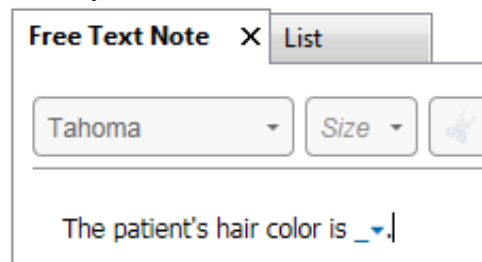 Free Text Note X List
Tahoma Size
The patient's hair color is _.